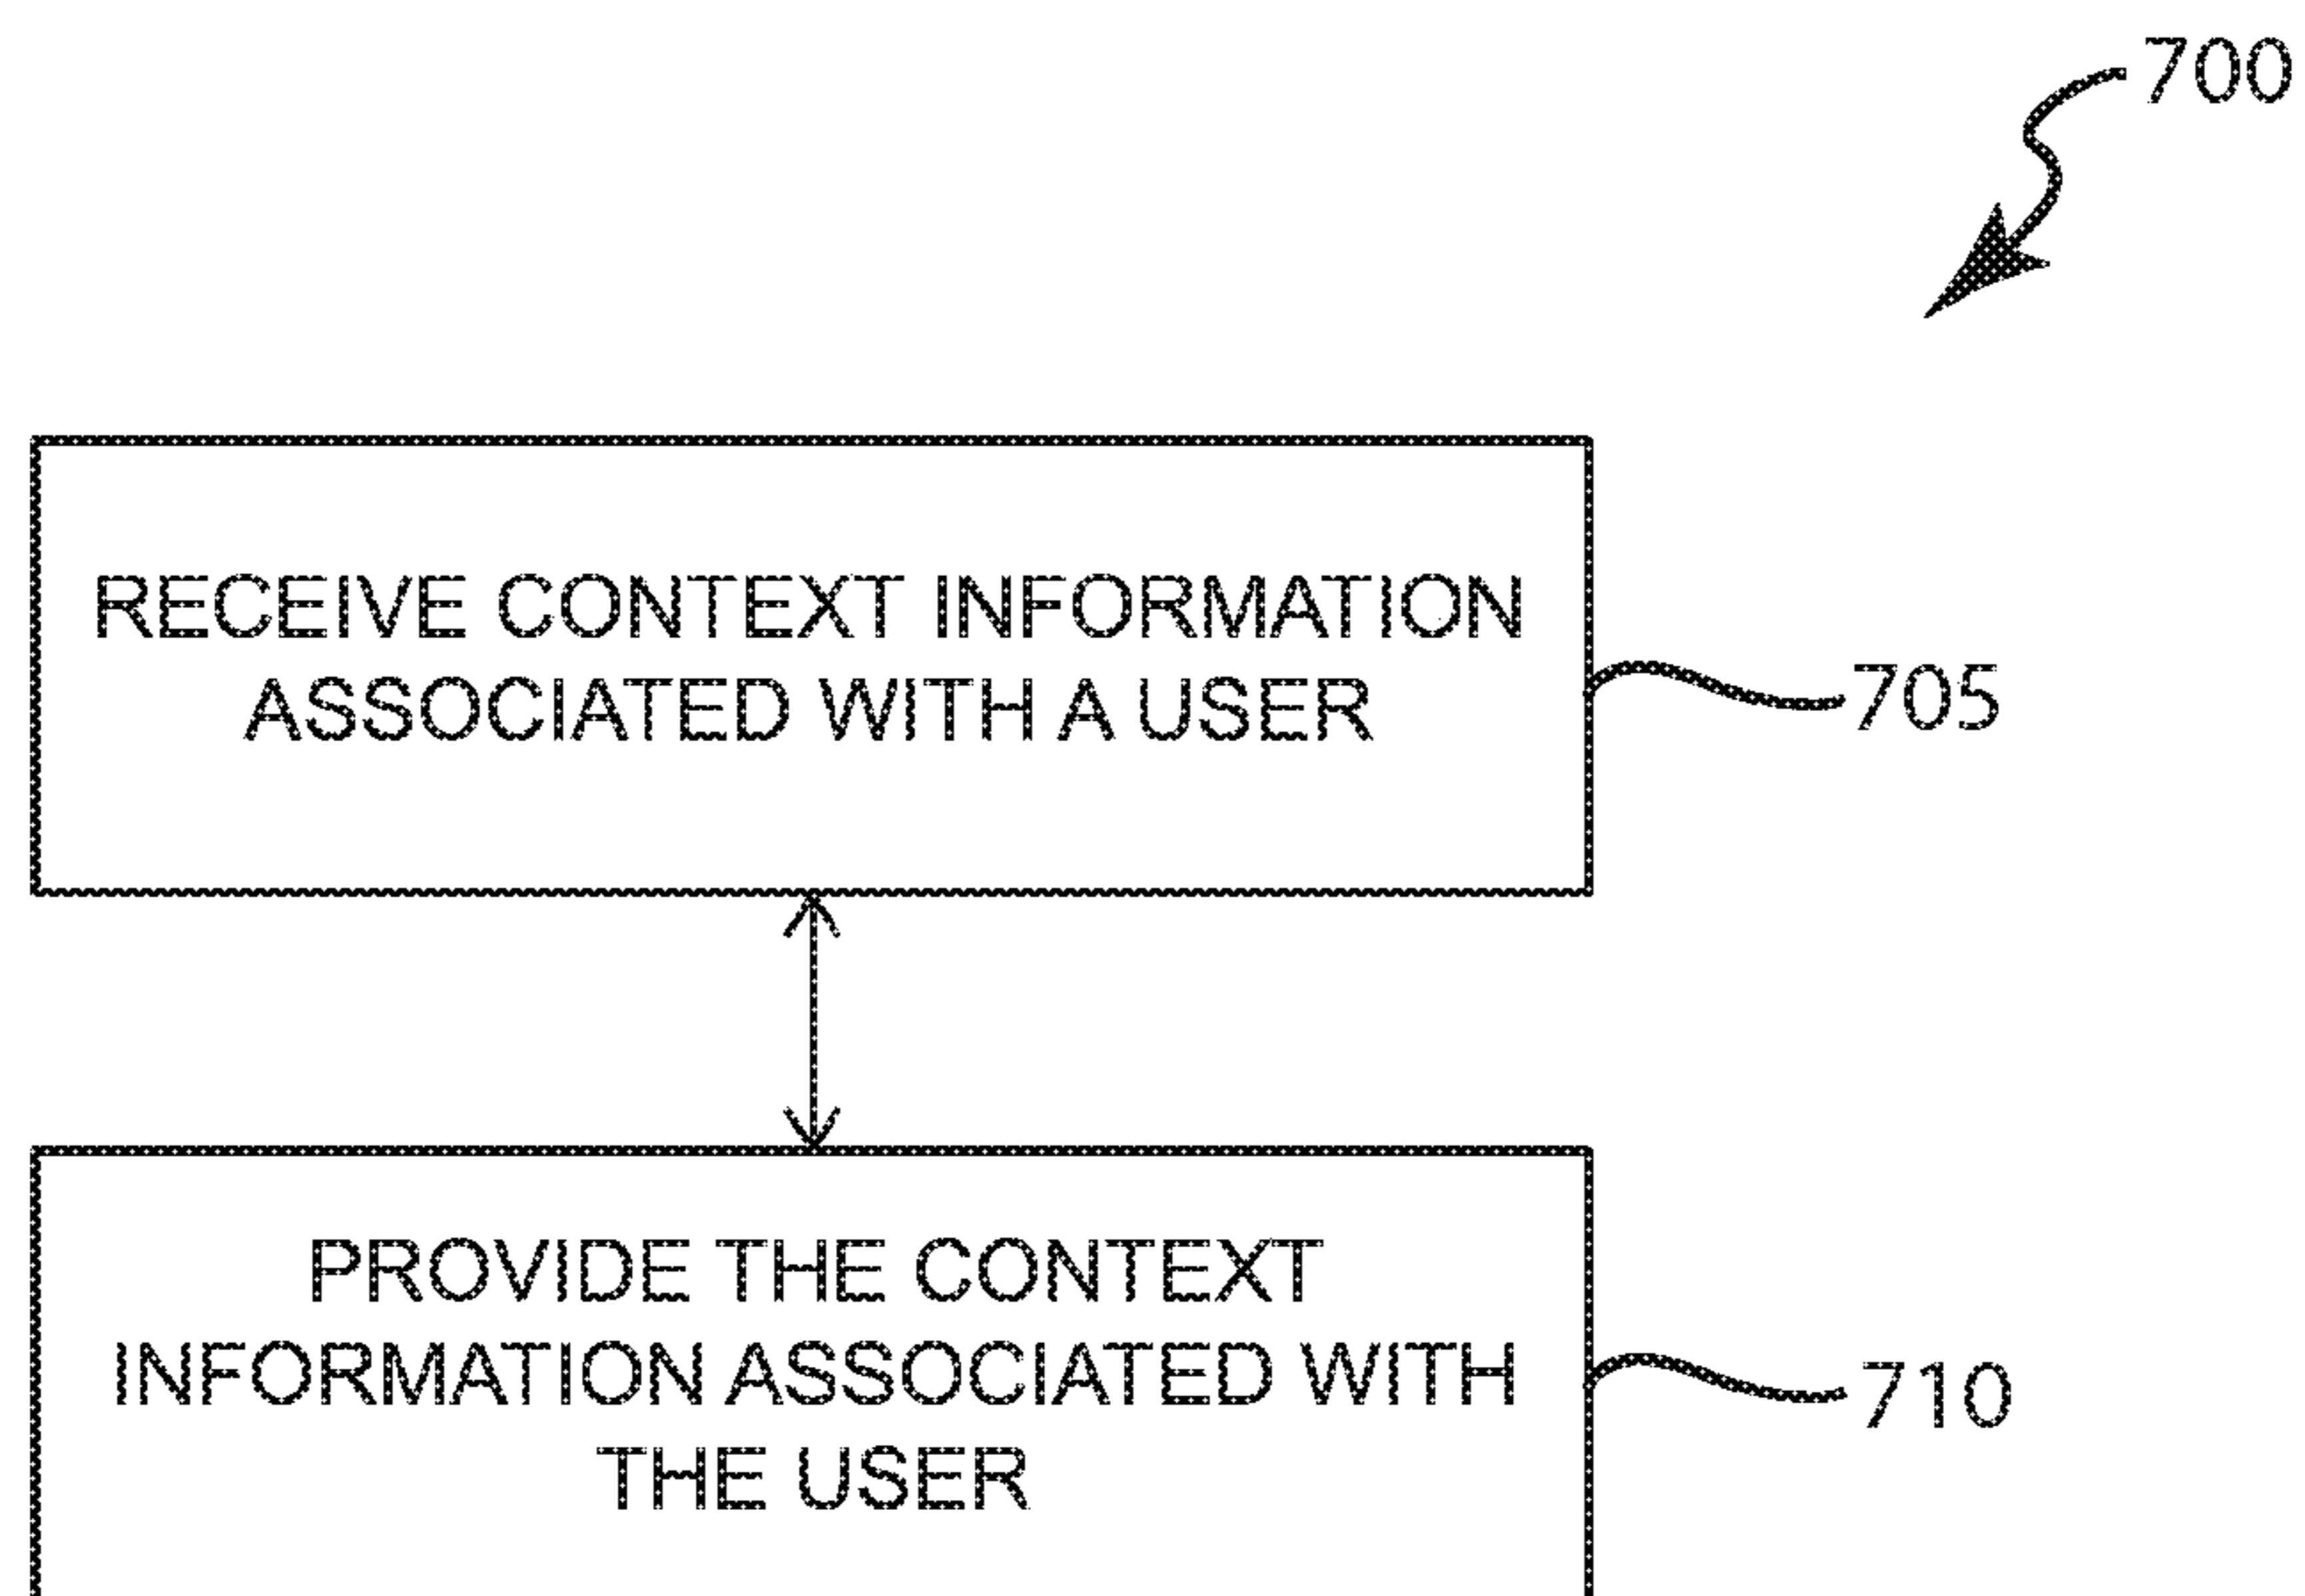 700
RECEIVE CONTEXT INFORMATION
ASSOCIATED WITH A USER
705
PROVIDE THE CONTEXT
INFORMATION ASSOCIATED WITH
THE USER
710